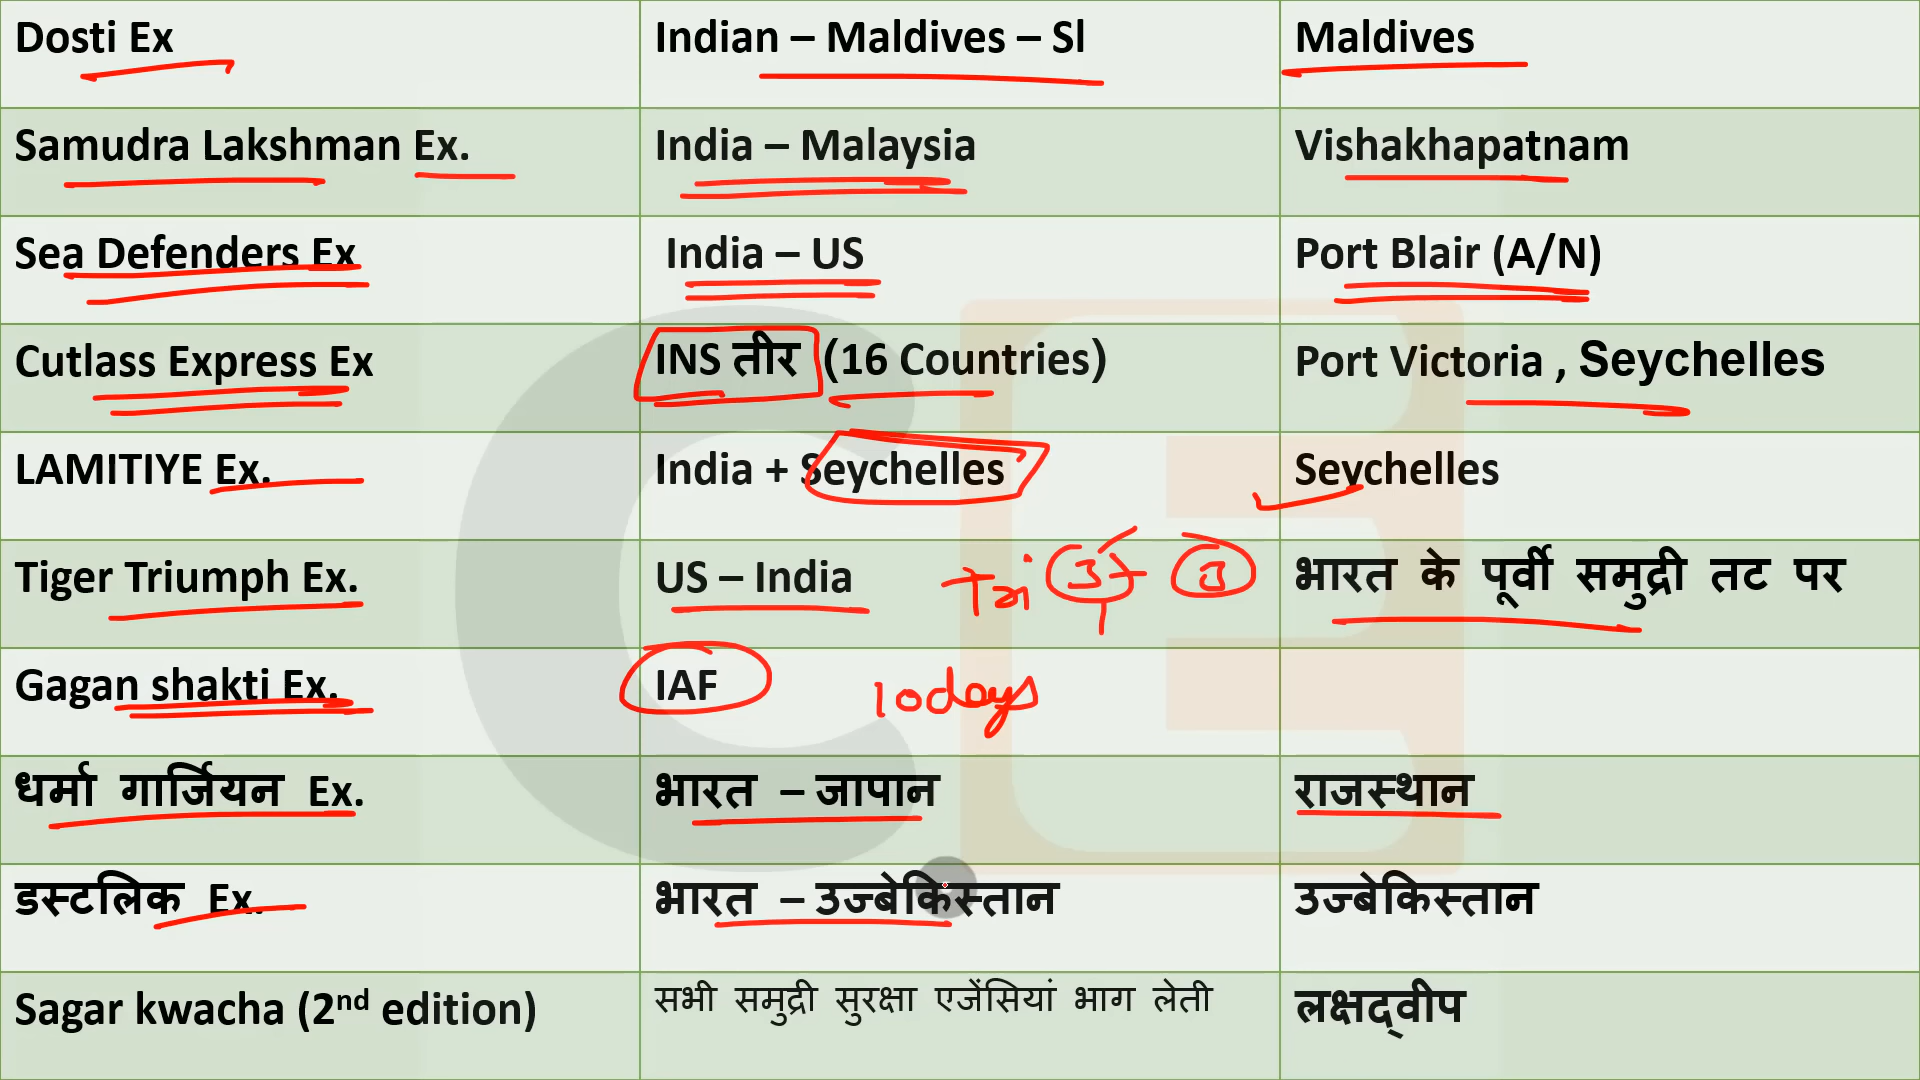 Dosti Ex
Indian – Maldives – Sl
Maldives
Samudra Lakshman Ex.
India – Malaysia
Vishakhapatnam
Sea Defenders Ex
India – US
Port Blair (A/N)
Cutlass Express Ex
INS तीर (16 Countries)
Port Victoria , Seychelles
LAMITIYE Ex.
India + Seychelles
Seychelles
Tiger Triumph Ex.
US – India
Tri 3
भारत के पूर्वी समुद्री तट पर
Gagan shakti Ex.
IAF
10 days
धर्मा गार्जियन Ex.
भारत – जापान
राजस्थान
डस्टलिक Ex.
भारत – उज्बेकिस्तान
उज्बेकिस्तान
Sagar kwacha (2nd edition)
सभी समुद्री सुरक्षा एजेंसियां भाग लेती
लक्षद्वीप